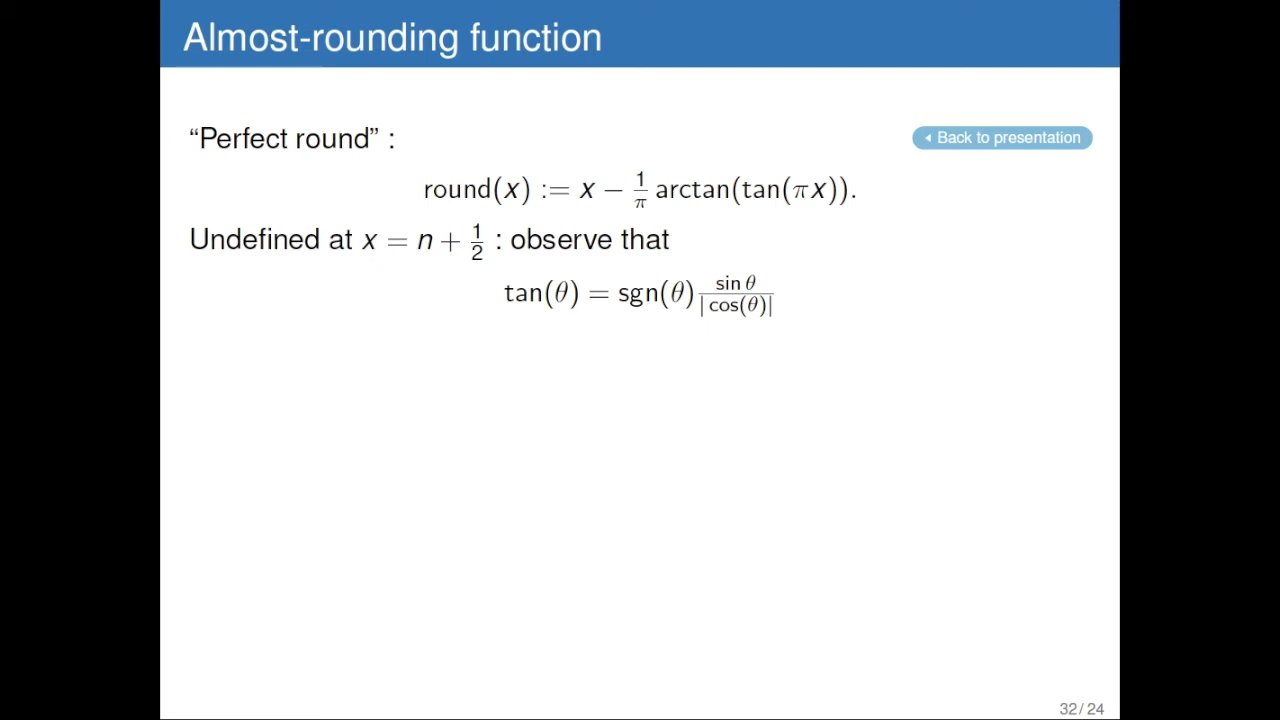 Almost-rounding function
“Perfect round” :
◂ Back to presentation
round(x) := x − 1/π arctan(tan(πx)).
Undefined at x = n + 1/2 : observe that
tan(θ) = sgn(θ) sin θ / |cos(θ)|
32 / 24